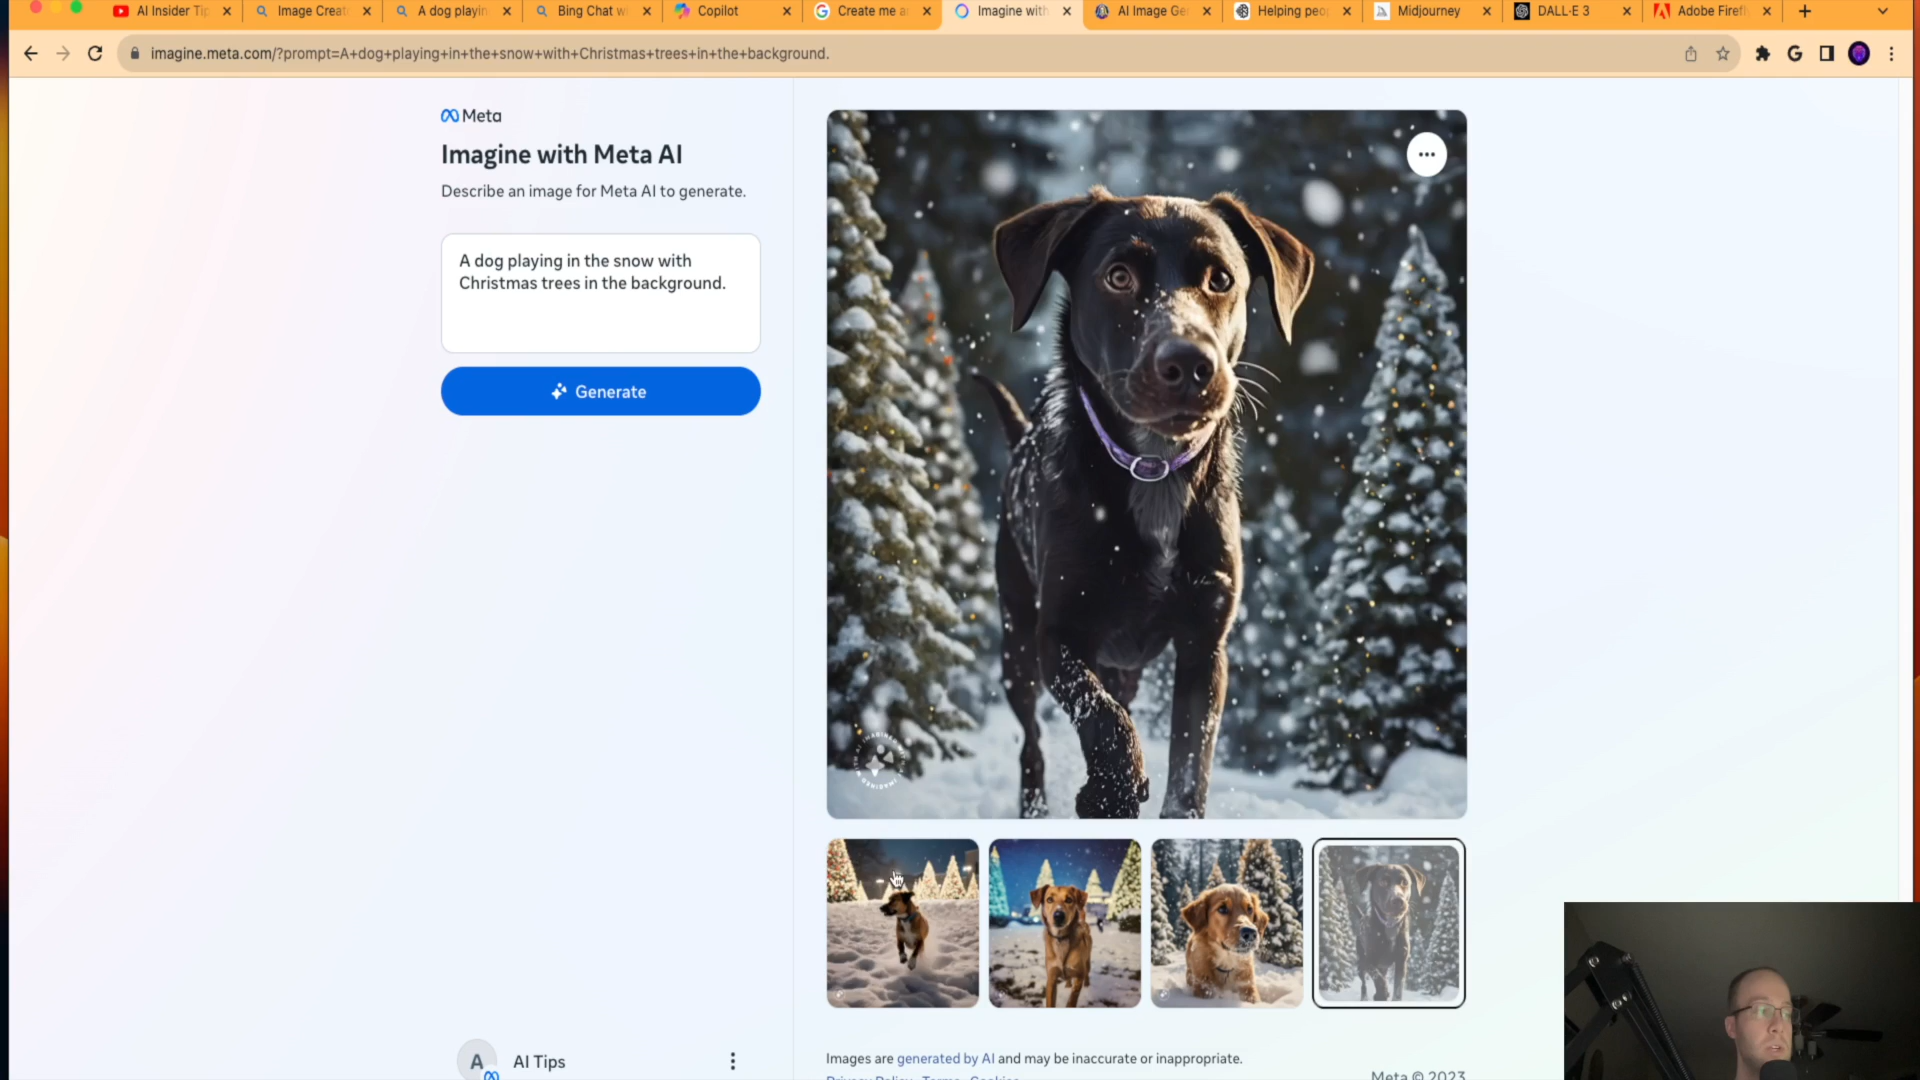 AI Insider Tip
Image Creat
A dog playin
Bing Chat w
Copilot
Create me a
Imagine with
AI Image Ge
Helping peo
Midjourney
DALL·E 3
Adobe Firefl
imagine.meta.com/?prompt=A+dog+playing+in+the+snow+with+Christmas+trees+in+the+background.
Meta
Imagine with Meta AI
Describe an image for Meta AI to generate.
A dog playing in the snow with
Christmas trees in the background.
Generate
A
AI Tips
Images are generated by AI and may be inaccurate or inappropriate.
Privacy Policy Terms Cookies
Meta © 2023